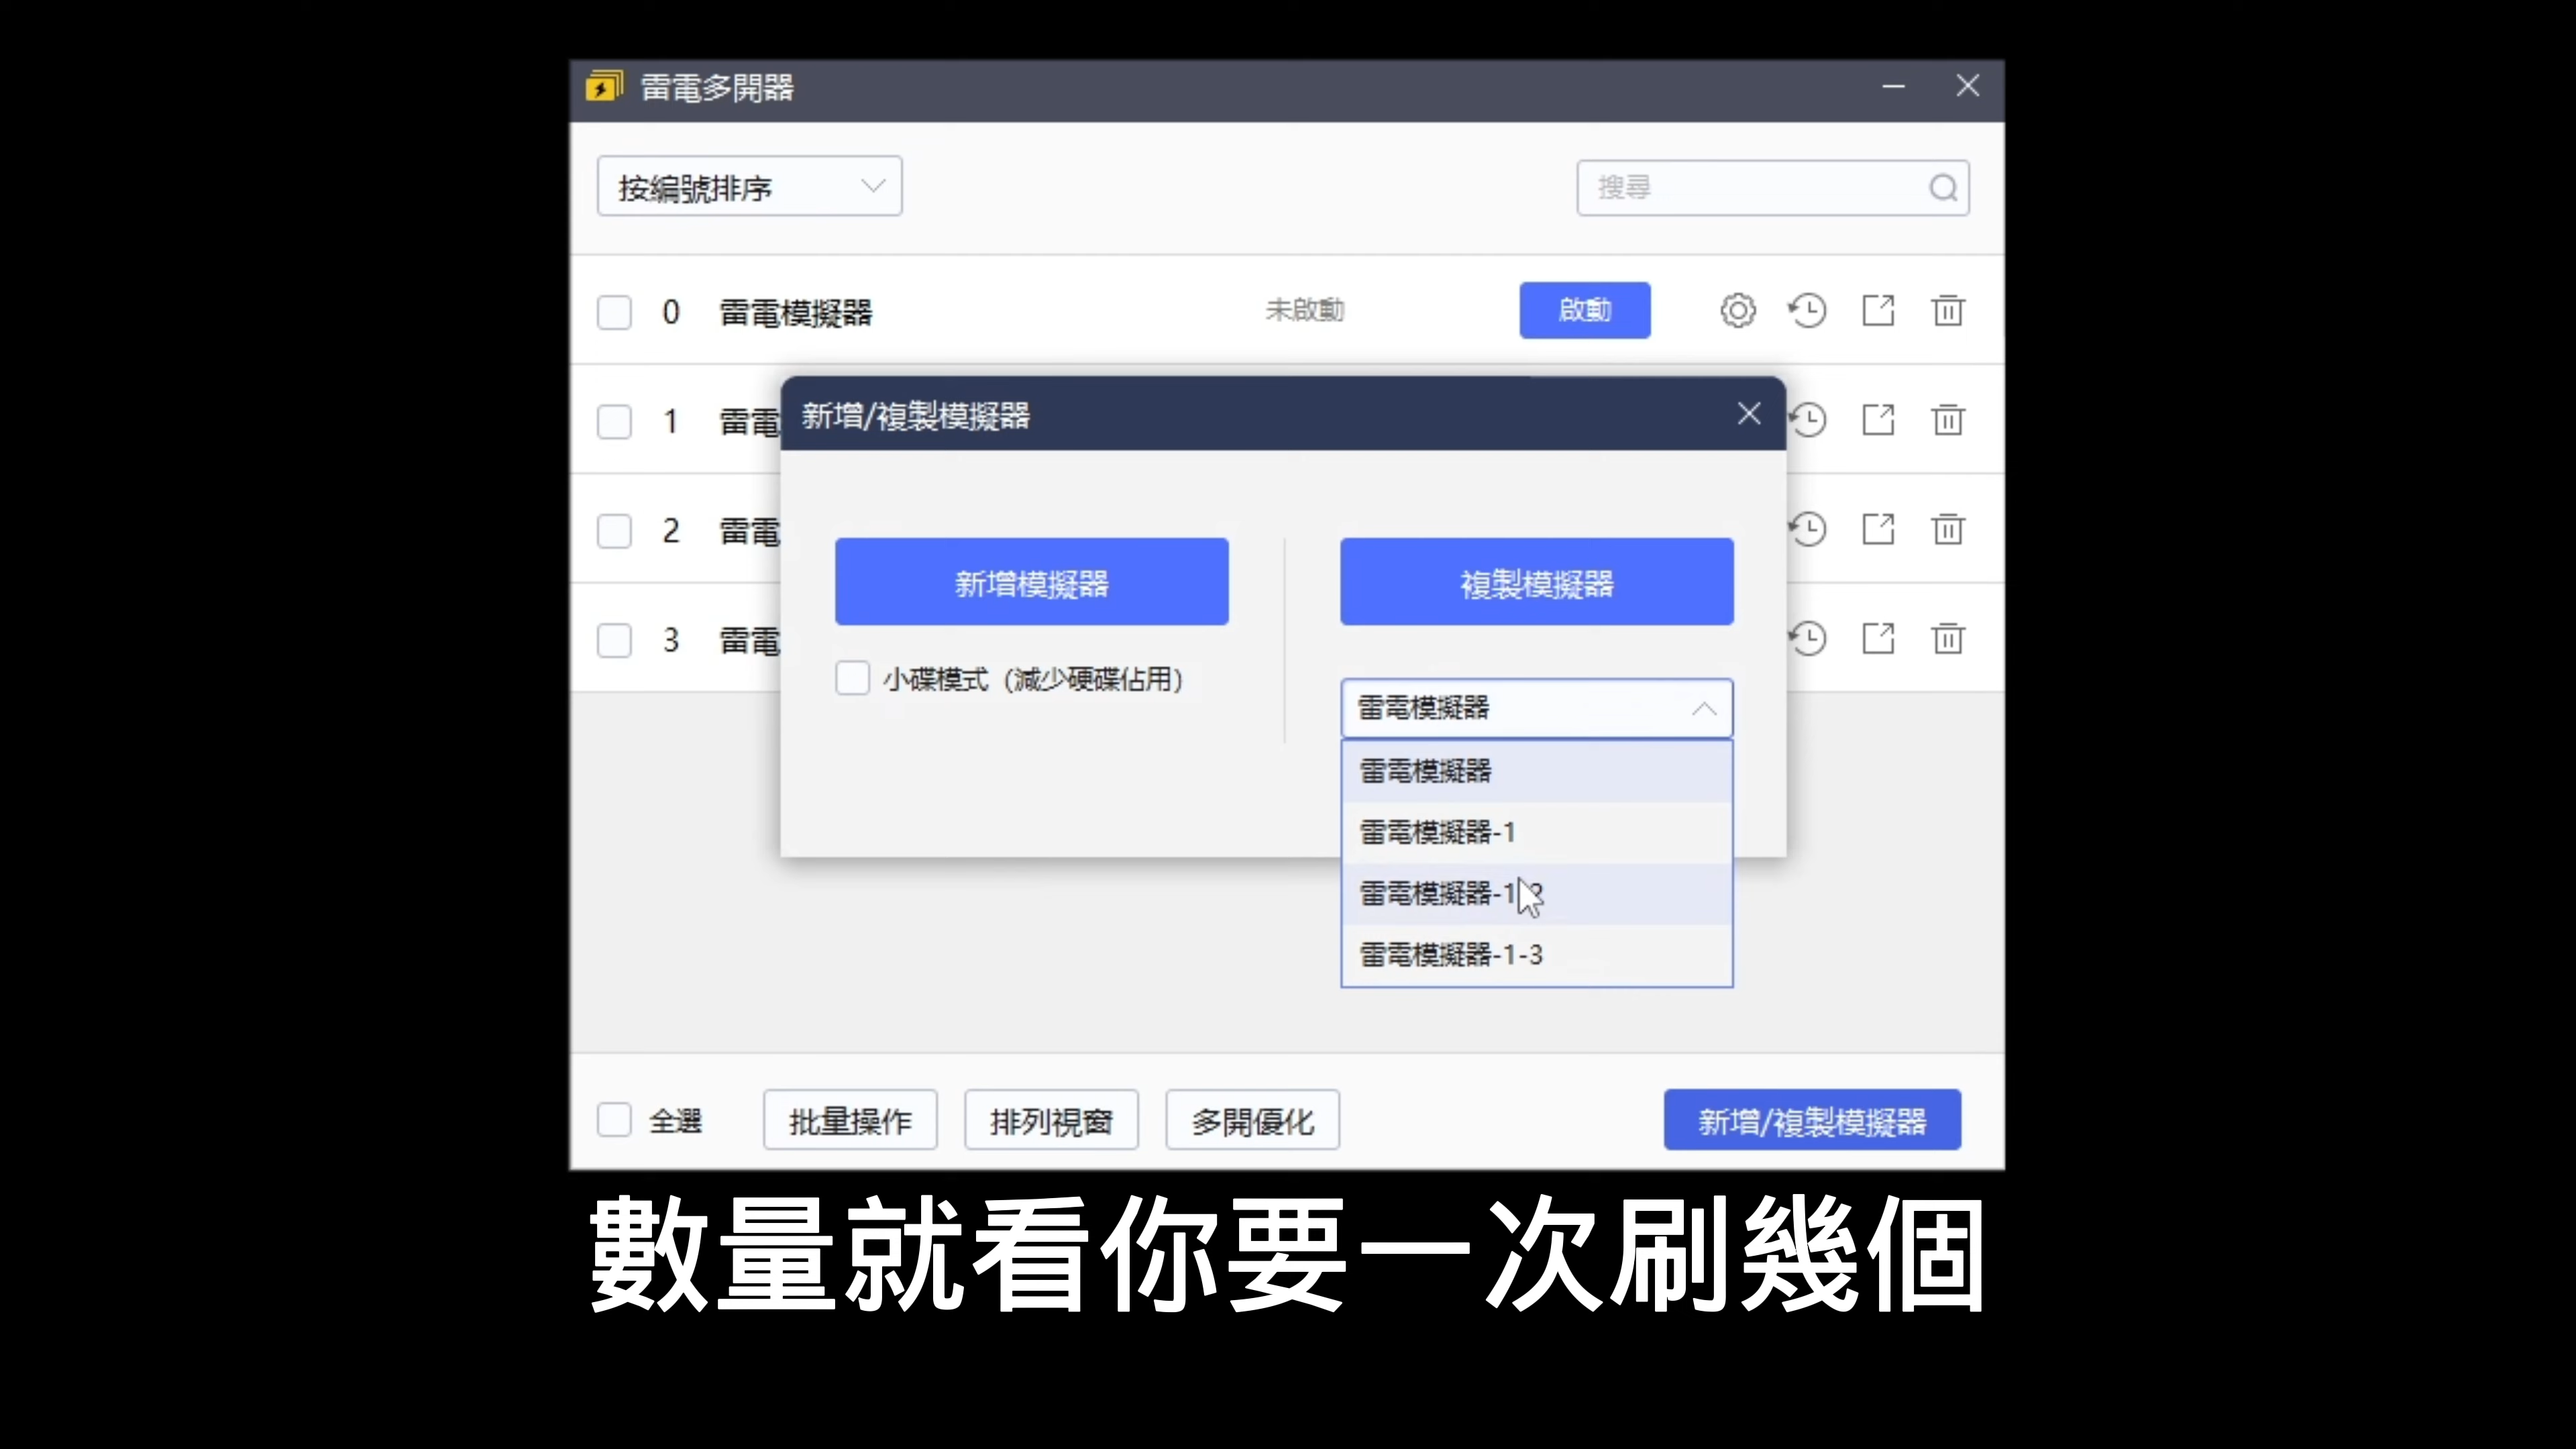 雷電多開器
按編號排序
搜尋
0 雷電模擬器 未啟動 啟動
1 雷電
2 雷電
3 雷電
新增/複製模擬器
新增模擬器
複製模擬器
小碟模式（減少硬碟佔用）
雷電模擬器
雷電模擬器
雷電模擬器-1
雷電模擬器-1
雷電模擬器-1-3
全選 批量操作 排列視窗 多開優化 新增/複製模擬器
數量就看你要一次刷幾個